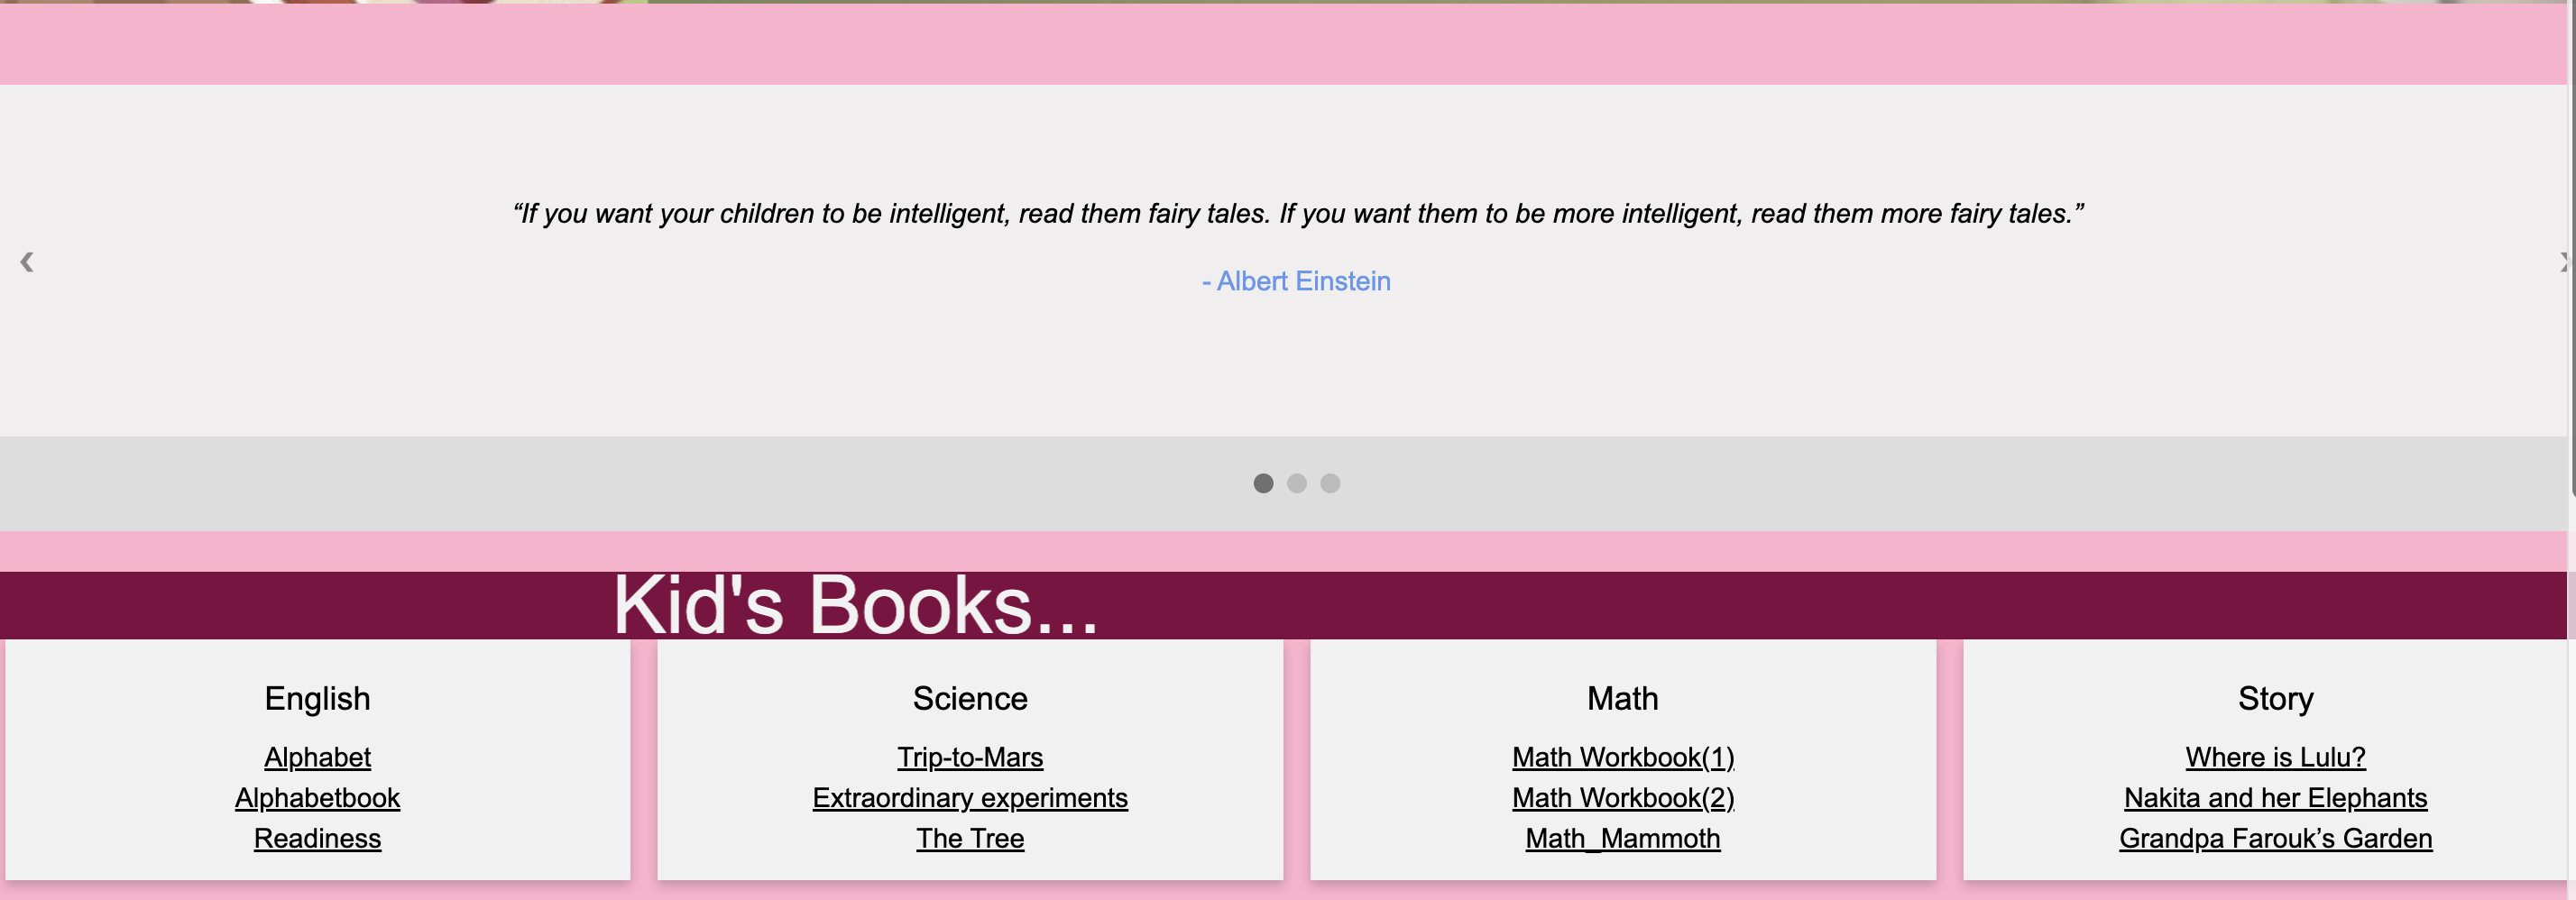 “If you want your children to be intelligent, read them fairy tales. If you want them to be more intelligent, read them more fairy tales.”
- Albert Einstein
Kid's Books...
English
Alphabet
Alphabetbook
Readiness
Science
Trip-to-Mars
Extraordinary experiments
The Tree
Math
Math Workbook(1)
Math Workbook(2)
Math_Mammoth
Story
Where is Lulu?
Nakita and her Elephants
Grandpa Farouk’s Garden